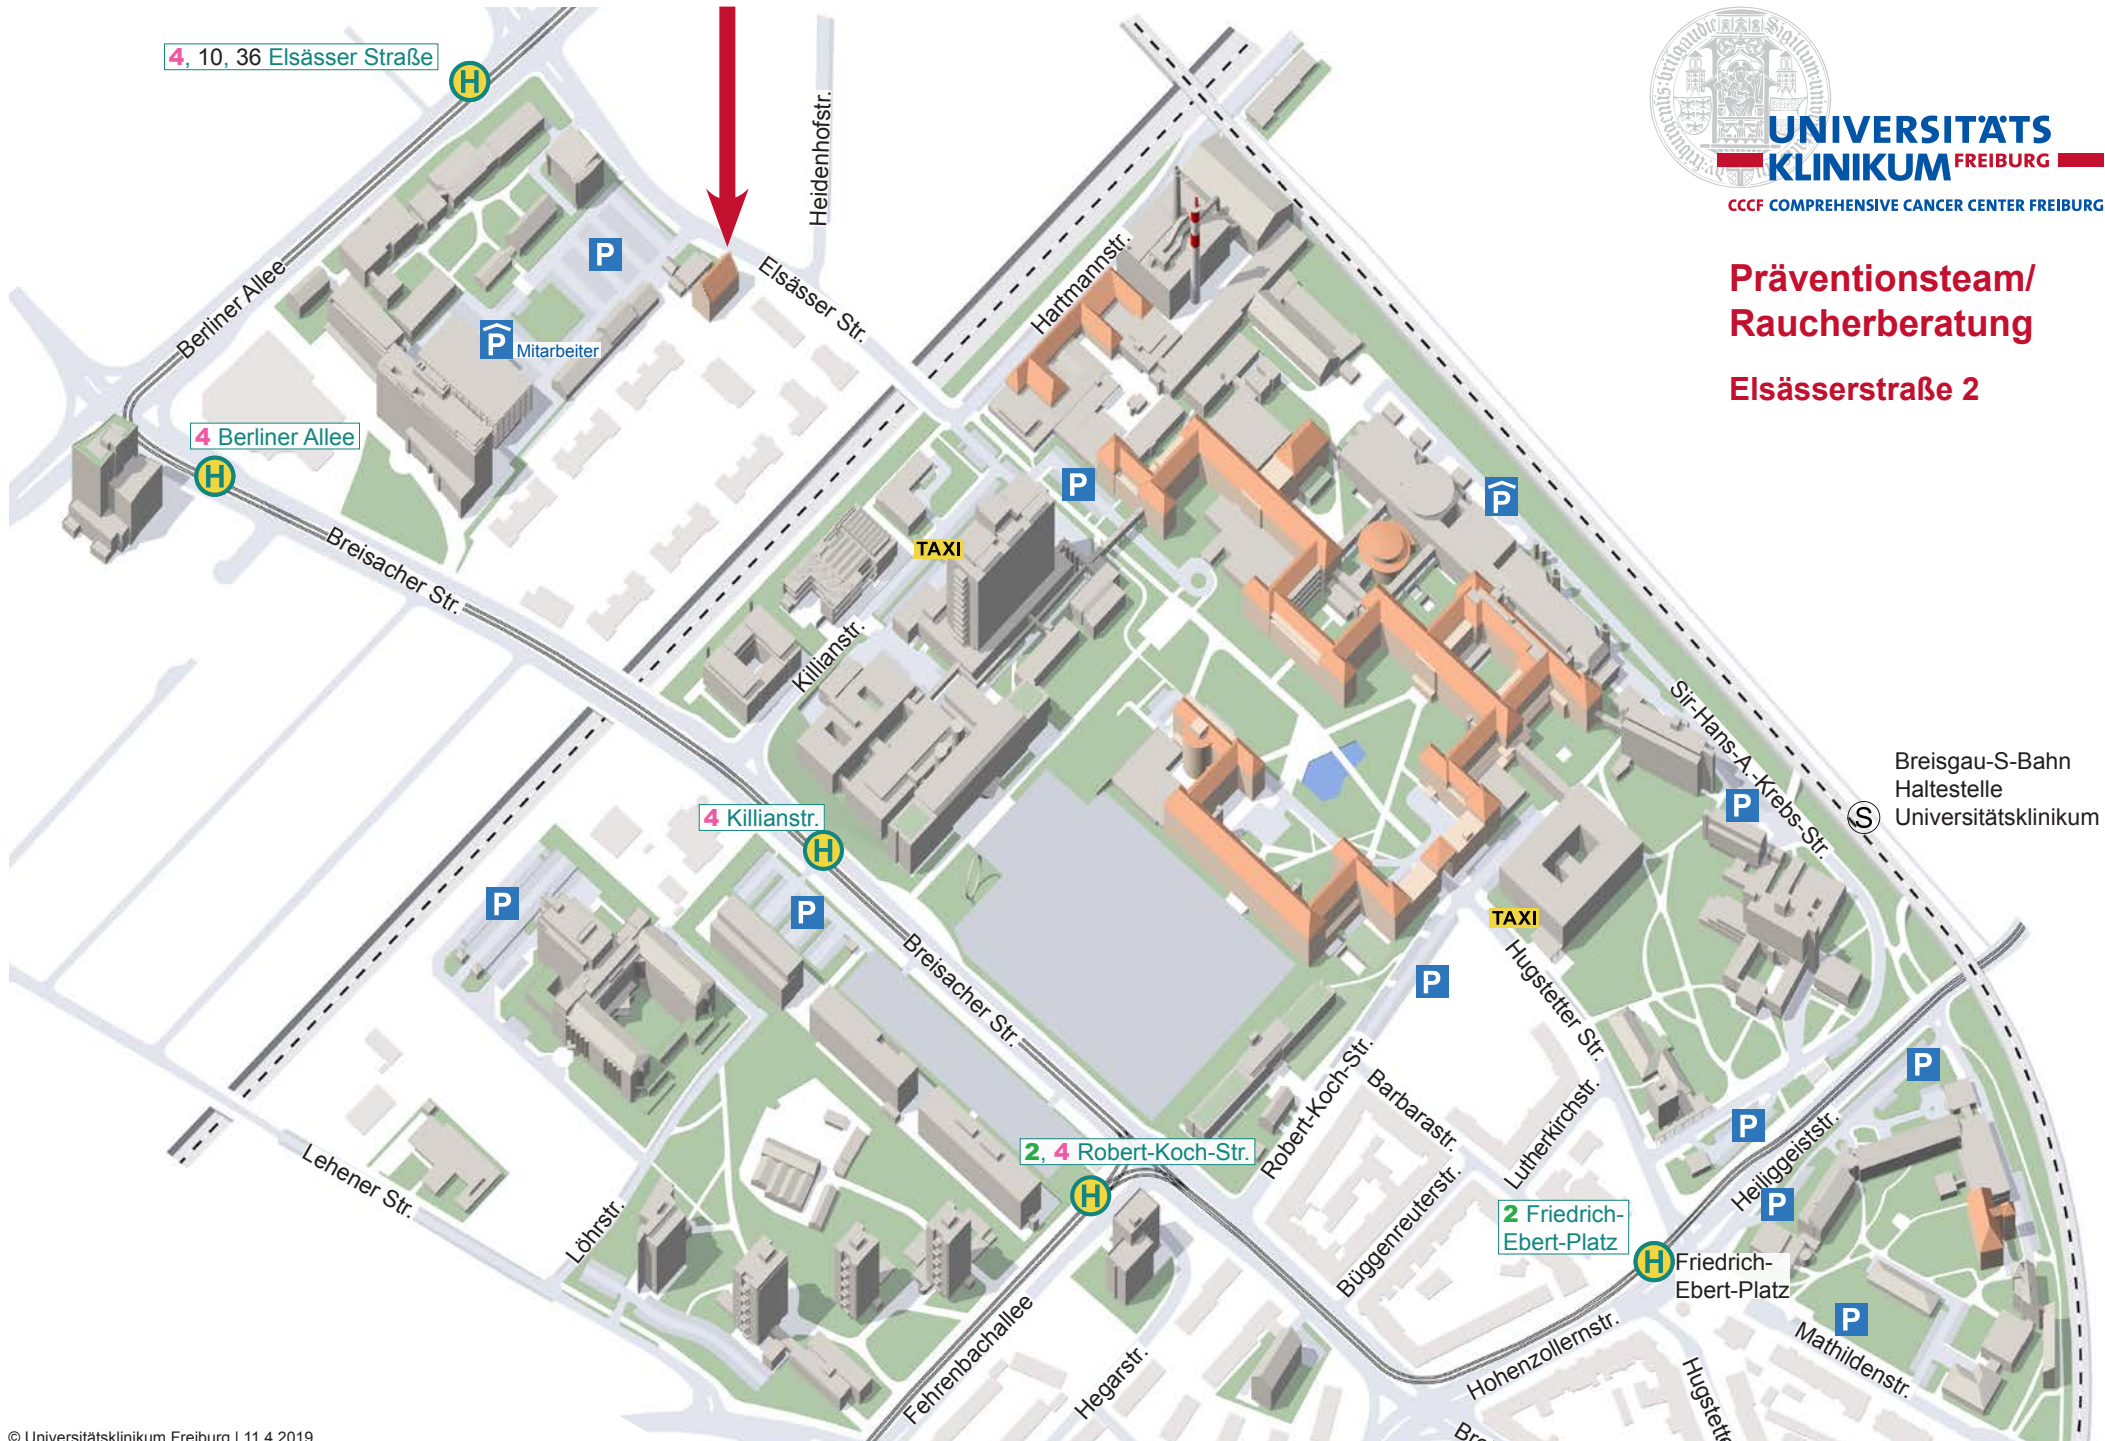 4, 10, 36 Elsässer Straße
H
Heidenhofstr.
UNIVERSITÄTS
KLINIKUM FREIBURG
CCCF COMPREHENSIVE CANCER CENTER FREIBURG
Präventionsteam/
Raucherberatung
Elsässerstraße 2
Berliner Allee
P
P Mitarbeiter
Elsässer Str.
Hartmannstr.
4 Berliner Allee
H
Breisacher Str.
TAXI
P
P
Killianstr.
Sir-Hans-A.-Krebs-Str.
Breisgau-S-Bahn
Haltestelle
Universitätsklinikum
S
P
4 Killianstr.
H
P
P
Breisacher Str.
TAXI
Hugstetter Str.
P
Robert-Koch-Str.
Barbarastr.
Lutherkirchstr.
P
P
P
Heiliggeiststr.
Lehener Str.
Löhrstr.
2, 4 Robert-Koch-Str.
H
Büggenreuterstr.
2 Friedrich-
Ebert-Platz
H
Friedrich-
Ebert-Platz
P
Mathildenstr.
Fehrenbachallee
Hegarstr.
Hohenzollernstr.
Hugstette
Bre
© Universitätsklinikum Freiburg | 11.4.2019